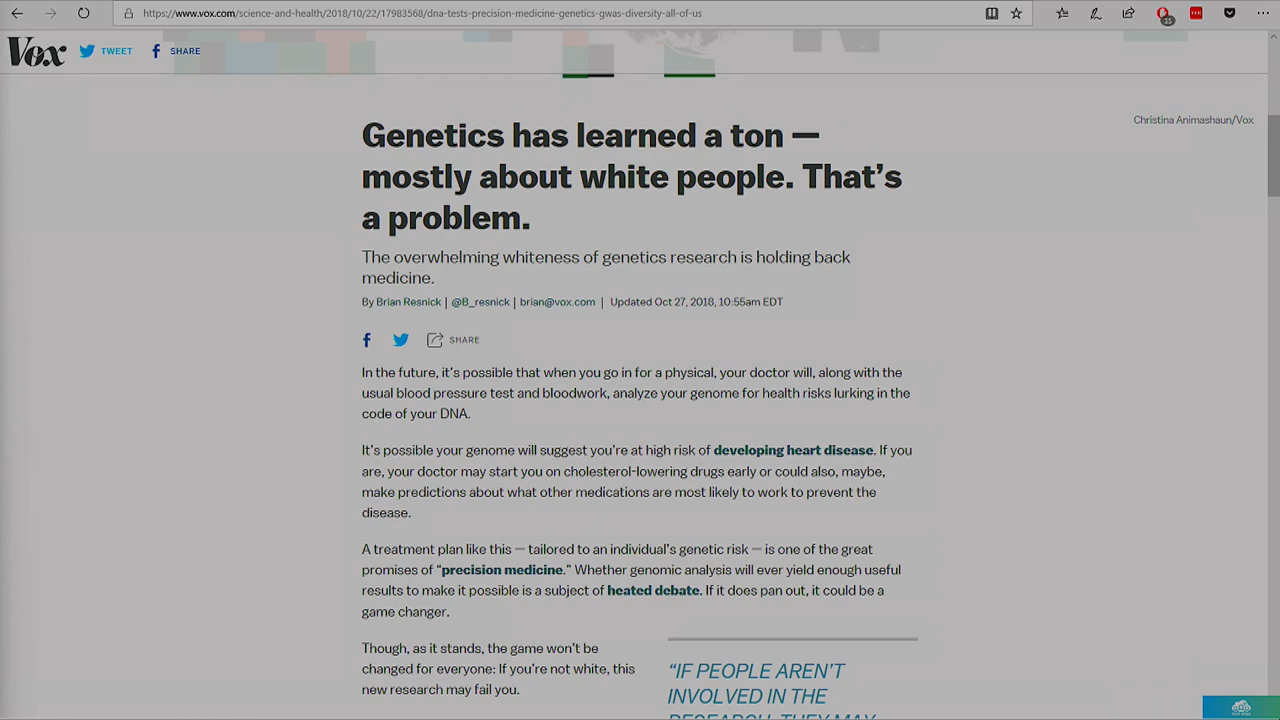 https://www.vox.com/science-and-health/2018/10/22/17983568/dna-tests-precision-medicine-genetics-gwas-diversity-all-of-us
15
Vox
TWEET
SHARE
Christina Animashaun/Vox
Genetics has learned a ton —
mostly about white people. That’s
a problem.
The overwhelming whiteness of genetics research is holding back
medicine.
By Brian Resnick | @B_resnick | brian@vox.com | Updated Oct 27, 2018, 10:55am EDT
SHARE
In the future, it’s possible that when you go in for a physical, your doctor will, along with the
usual blood pressure test and bloodwork, analyze your genome for health risks lurking in the
code of your DNA.
It’s possible your genome will suggest you’re at high risk of developing heart disease. If you
are, your doctor may start you on cholesterol-lowering drugs early or could also, maybe,
make predictions about what other medications are most likely to work to prevent the
disease.
A treatment plan like this — tailored to an individual’s genetic risk — is one of the great
promises of “precision medicine.” Whether genomic analysis will ever yield enough useful
results to make it possible is a subject of heated debate. If it does pan out, it could be a
game changer.
Though, as it stands, the game won’t be
changed for everyone: If you’re not white, this
new research may fail you.
“IF PEOPLE AREN’T
INVOLVED IN THE
RESEARCH, THEY MAY